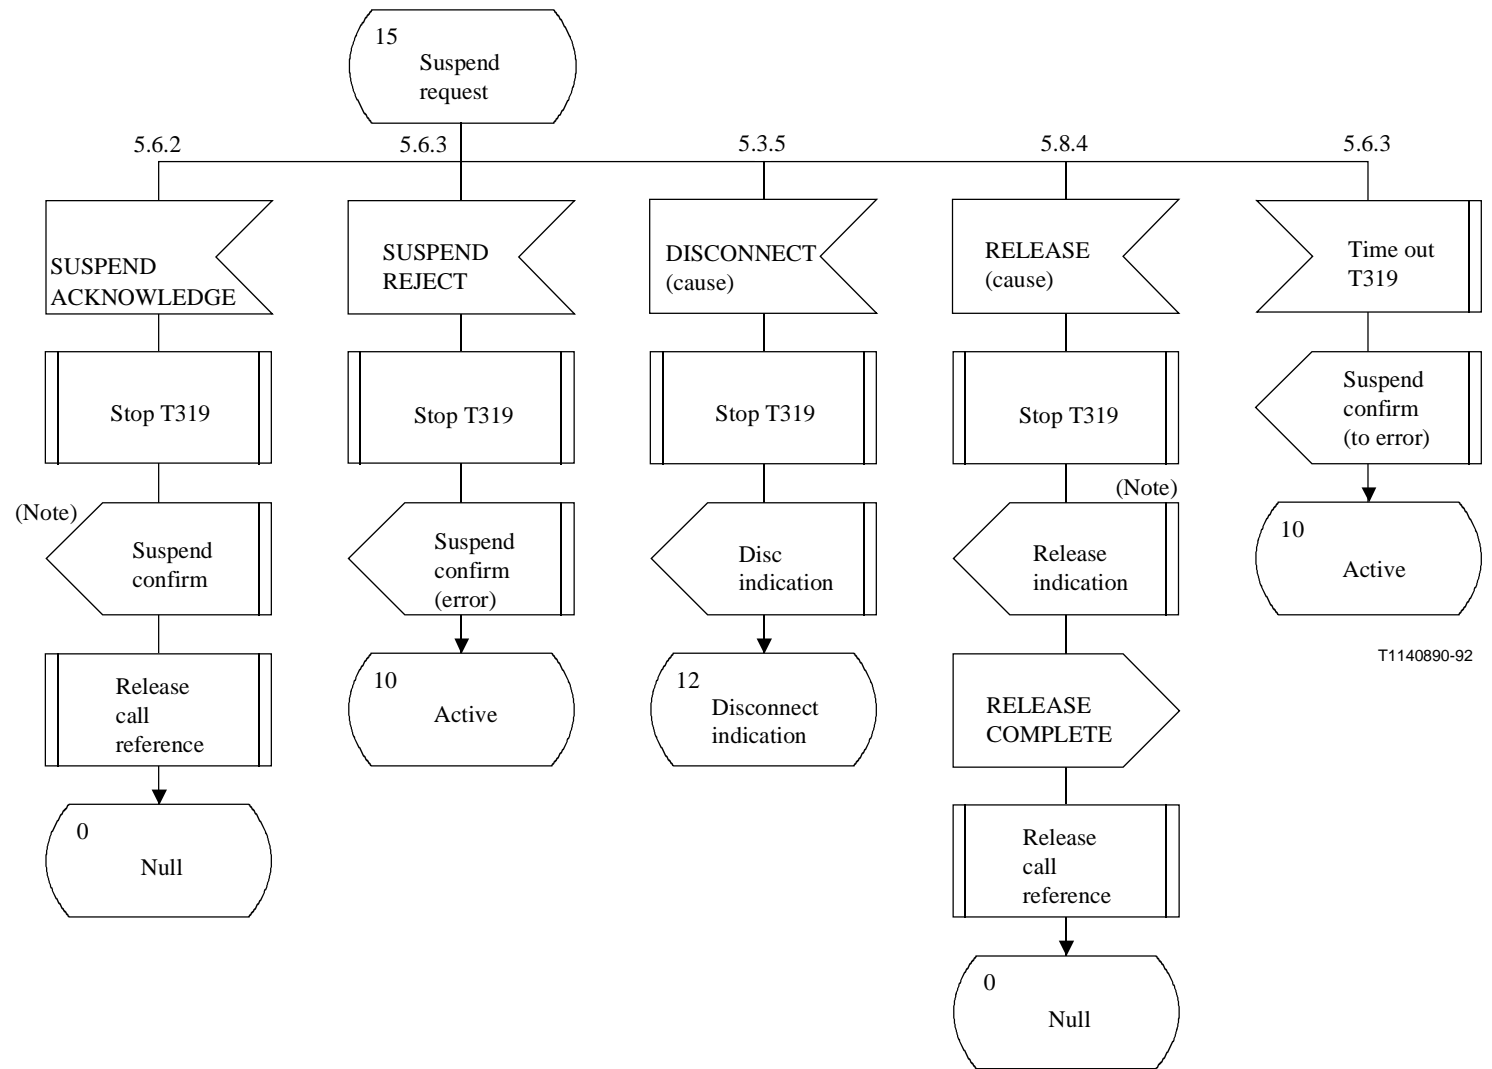 15
Suspend
request
5.6.2
5.6.3
5.3.5
5.8.4
5.6.3
SUSPEND
ACKNOWLEDGE
SUSPEND
REJECT
DISCONNECT
(cause)
RELEASE
(cause)
Time out
T319
Stop T319
Stop T319
Stop T319
Stop T319
Suspend
confirm
(to error)
(Note)
Suspend
confirm
Suspend
confirm
(error)
Disc
indication
(Note)
Release
indication
10
Active
T1140890-92
Release
call
reference
10
Active
12
Disconnect
indication
RELEASE
COMPLETE
0
Null
Release
call
reference
0
Null